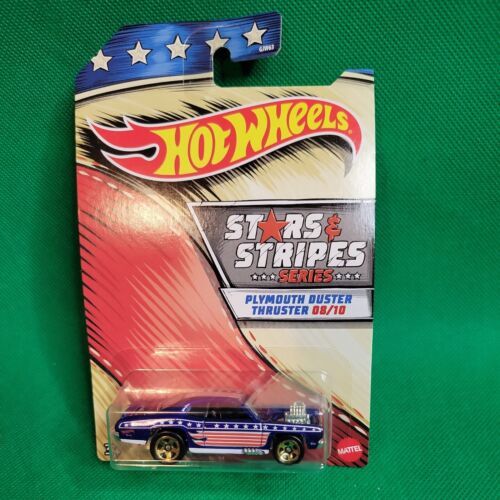 GJW63
HOT WHEELS
STARS &
STRIPES
SERIES
PLYMOUTH DUSTER
THRUSTER 08/10
MATTEL